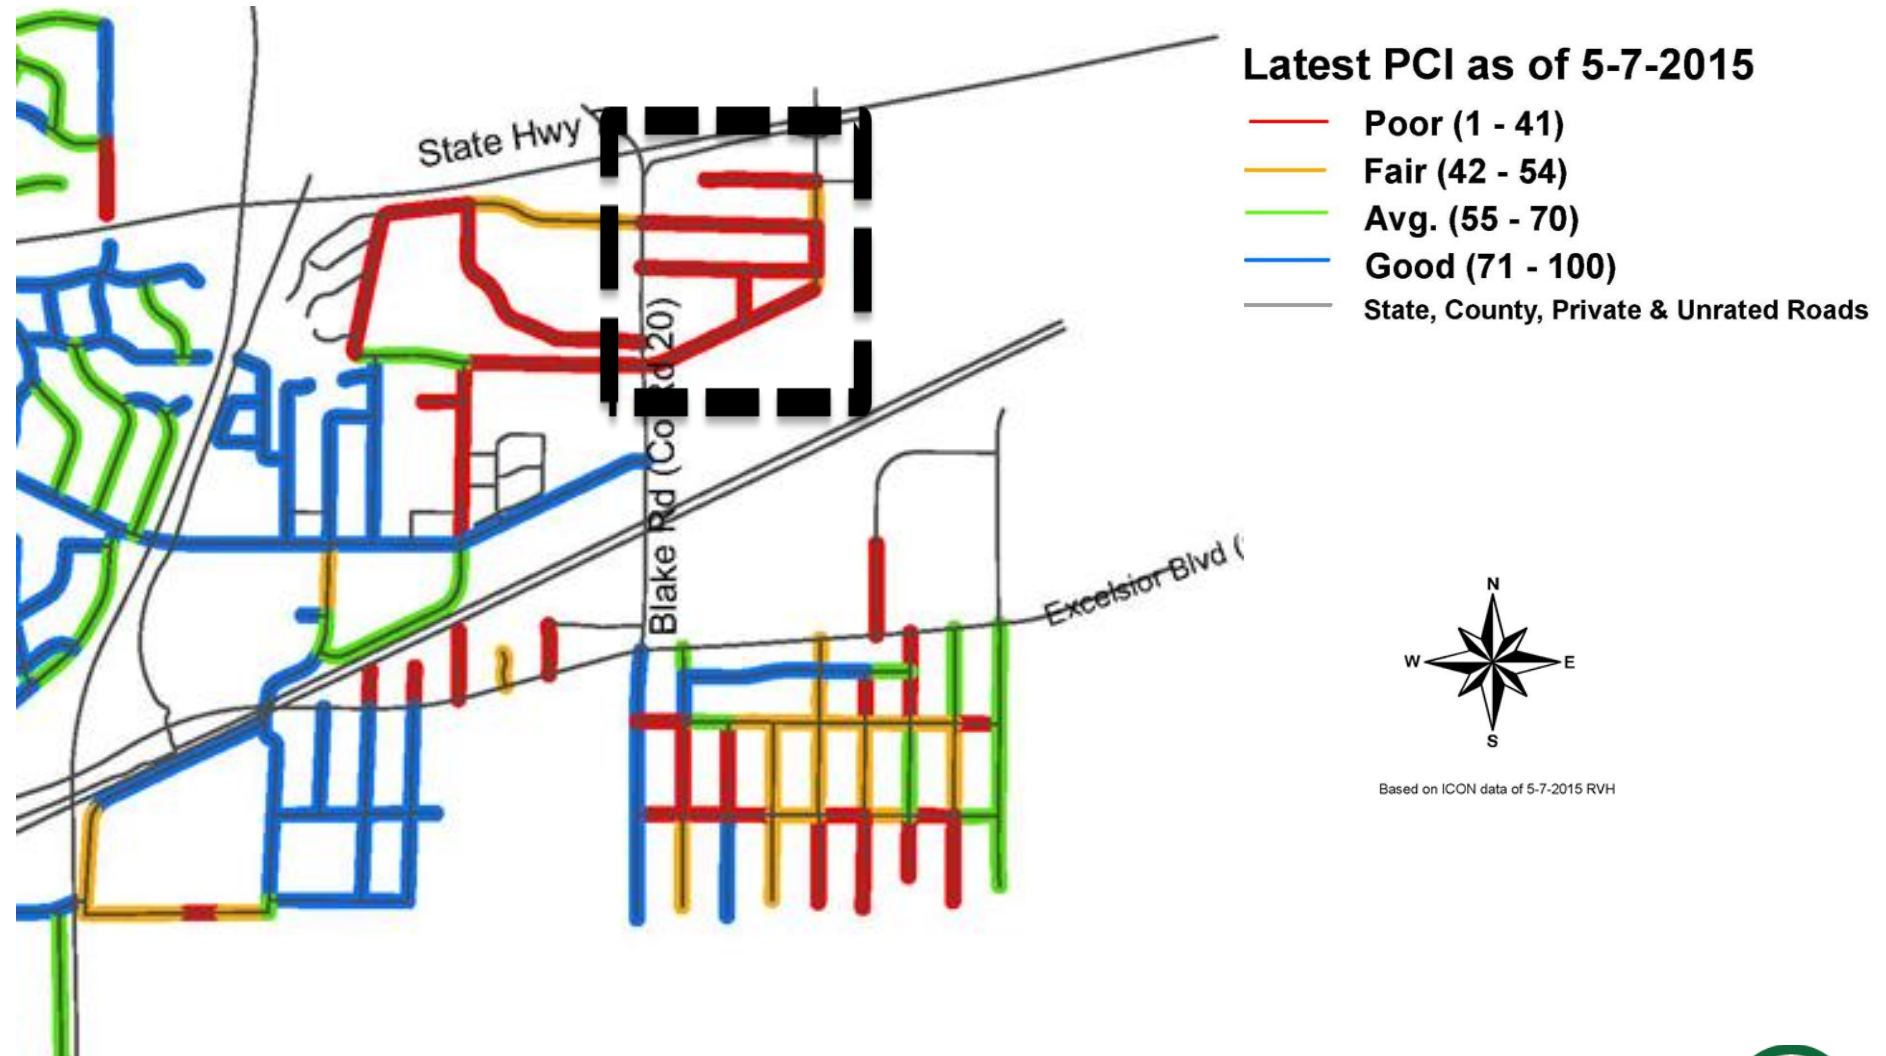 Latest PCI as of 5-7-2015
Poor (1 - 41)
Fair (42 - 54)
Avg. (55 - 70)
Good (71 - 100)
State, County, Private & Unrated Roads
State Hwy
Blake Rd (Co Rd 20)
Excelsior Blvd (
N
W
E
S
Based on ICON data of 5-7-2015 RVH